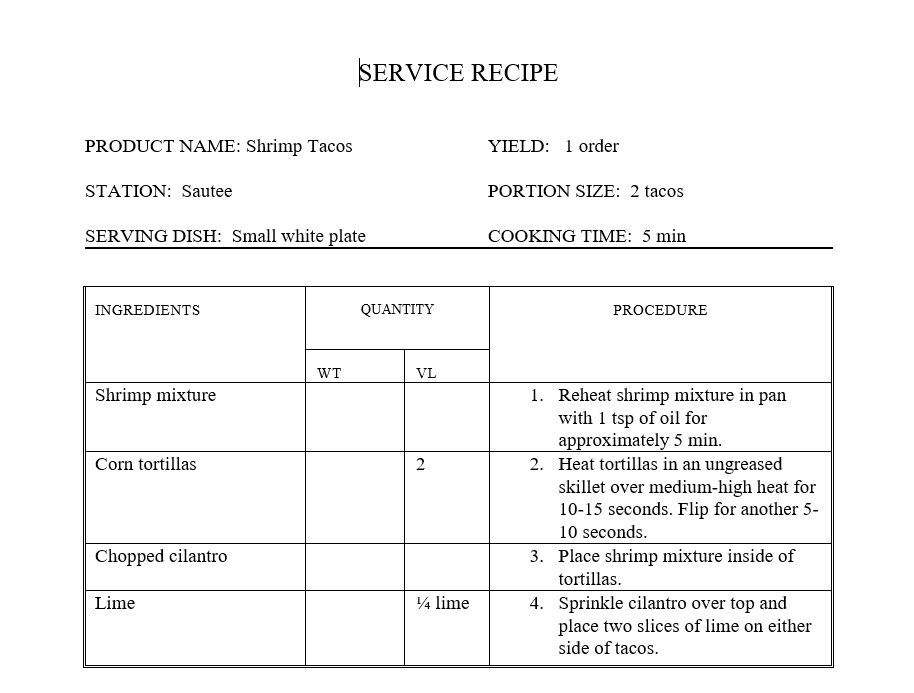 SERVICE RECIPE
PRODUCT NAME: Shrimp Tacos YIELD: 1 order
STATION: Sautee PORTION SIZE: 2 tacos
SERVING DISH: Small white plate COOKING TIME: 5 min
INGREDIENTS QUANTITY PROCEDURE
WT VL
Shrimp mixture 1. Reheat shrimp mixture in pan
with 1 tsp of oil for
approximately 5 min.
Corn tortillas 2 2. Heat tortillas in an ungreased
skillet over medium-high heat for
10-15 seconds. Flip for another 5-
10 seconds.
Chopped cilantro 3. Place shrimp mixture inside of
tortillas.
Lime ¼ lime 4. Sprinkle cilantro over top and
place two slices of lime on either
side of tacos.